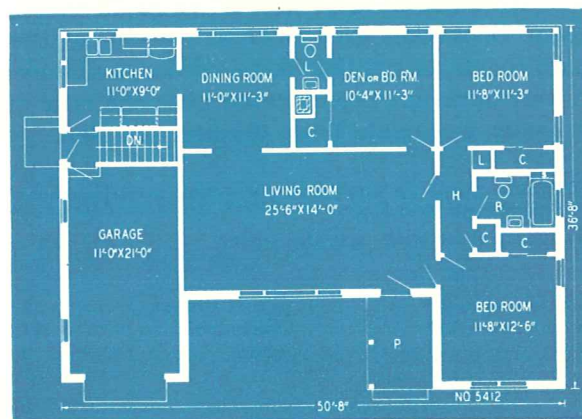 KITCHEN
11'-0"X9'-0"
DINING ROOM
11'-0"X11'-3"
L.
C.
DEN OR B'D. R'M.
10'-4"X11'-3"
BED ROOM
11'-8"X11'-3"
DN.
LIVING ROOM
25'-6"X14'-0"
L.
C.
H.
B.
C.
C.
GARAGE
11'-0"X21'-0"
BED ROOM
11'-8"X12'-6"
P.
36'-8"
NO. 5412
50'-8"